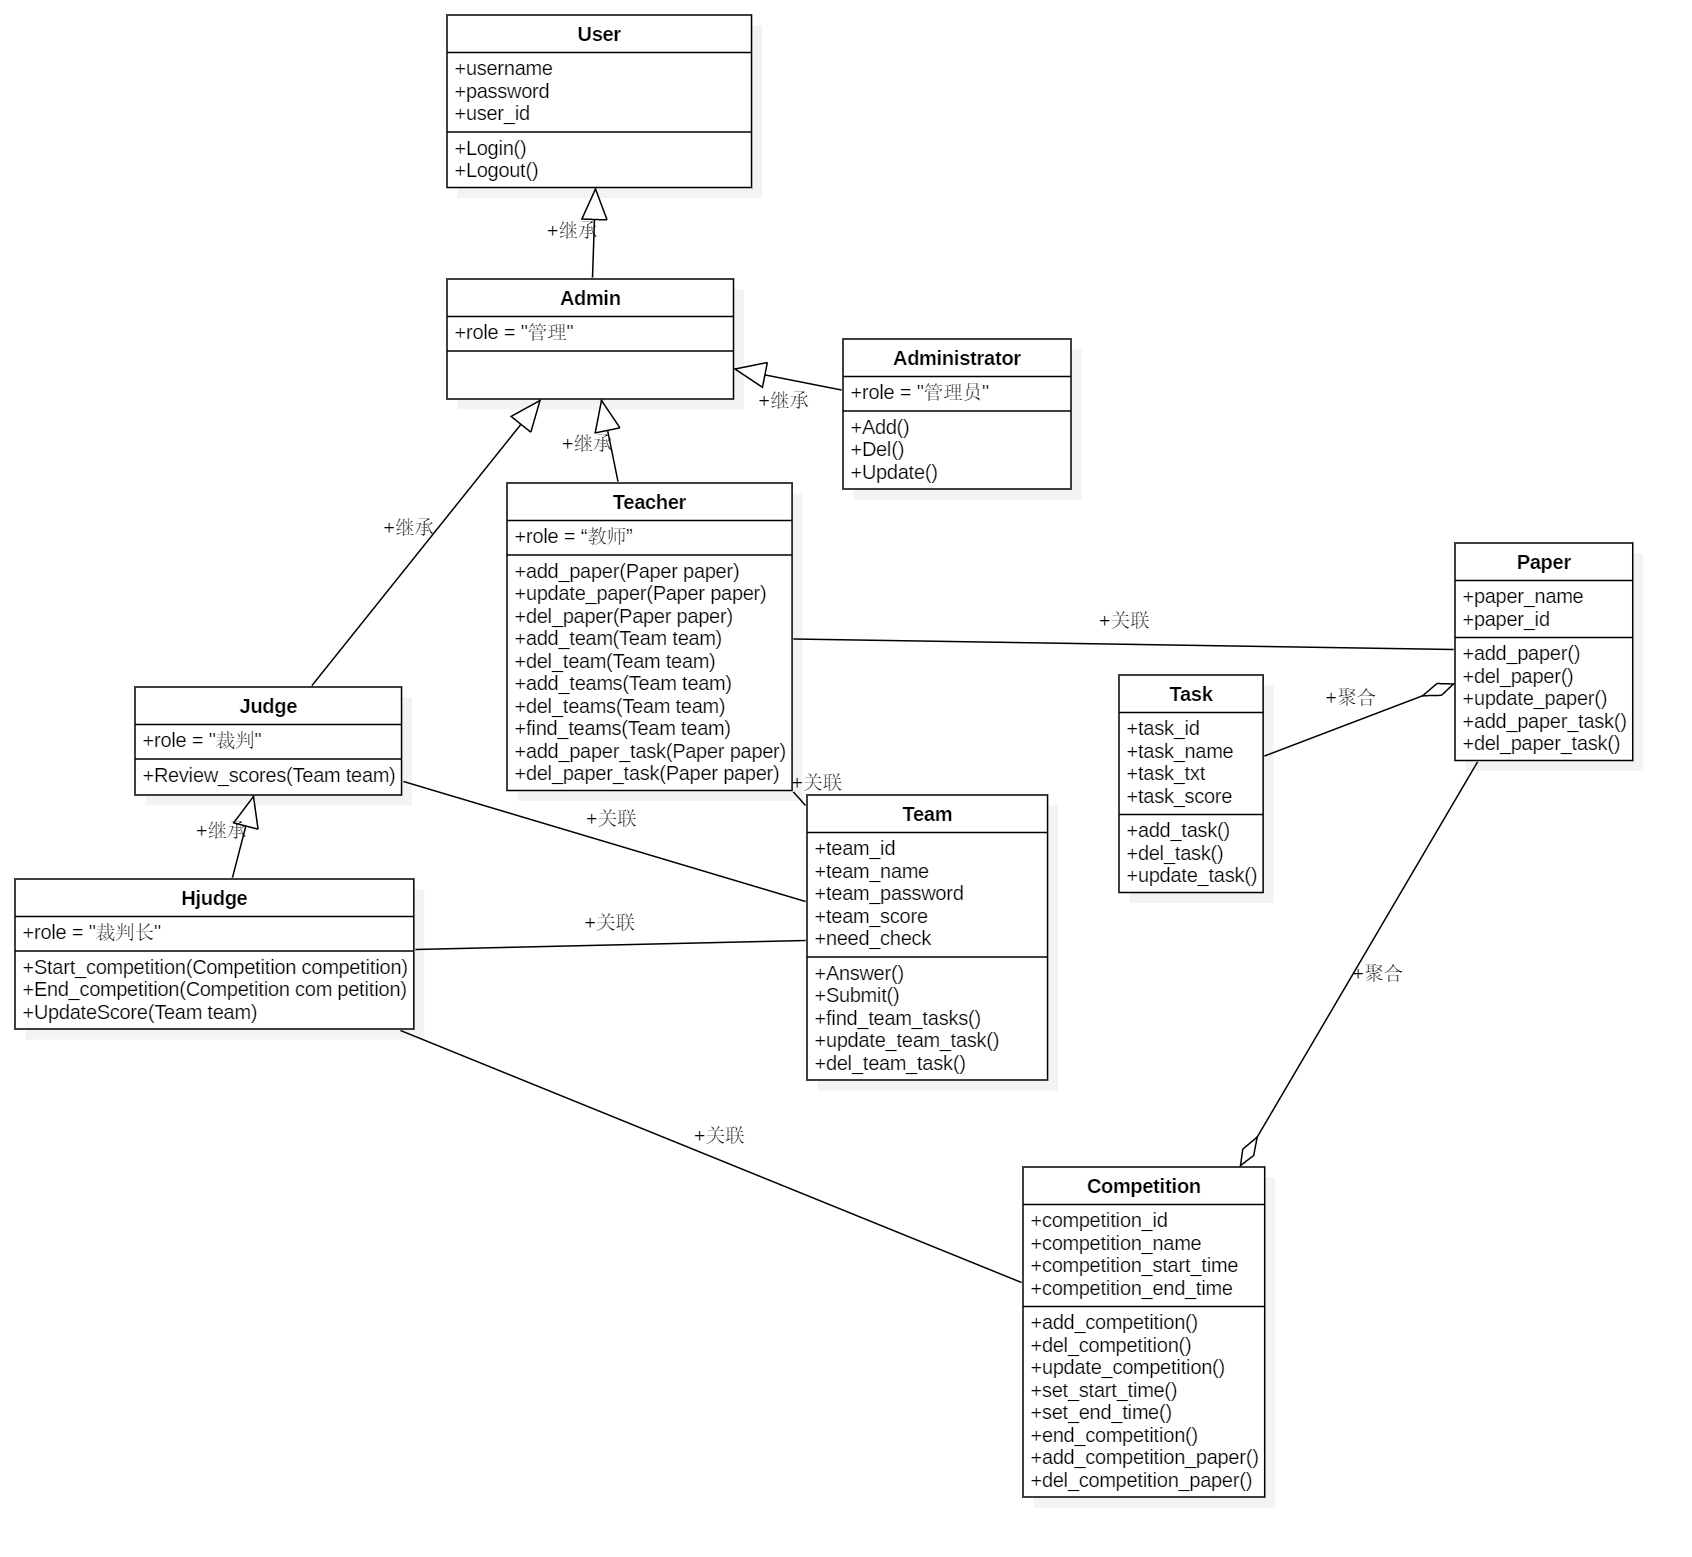 User
+username
+password
+user_id
+Login()
+Logout()
+继承
Admin
+role = "管理"
Administrator
+role = "管理员"
+Add()
+Del()
+Update()
+继承
+继承
+继承
Teacher
+role = “教师”
+add_paper(Paper paper)
+update_paper(Paper paper)
+del_paper(Paper paper)
+add_team(Team team)
+del_team(Team team)
+add_teams(Team team)
+del_teams(Team team)
+find_teams(Team team)
+add_paper_task(Paper paper)
+del_paper_task(Paper paper)
+关联
Paper
+paper_name
+paper_id
+add_paper()
+del_paper()
+update_paper()
+add_paper_task()
+del_paper_task()
+聚合
Task
+task_id
+task_name
+task_txt
+task_score
+add_task()
+del_task()
+update_task()
Judge
+role = "裁判"
+Review_scores(Team team)
+继承
+关联
+关联
Team
+team_id
+team_name
+team_password
+team_score
+need_check
+Answer()
+Submit()
+find_team_tasks()
+update_team_task()
+del_team_task()
Hjudge
+role = "裁判长"
+Start_competition(Competition competition)
+End_competition(Competition com petition)
+UpdateScore(Team team)
+关联
+聚合
+关联
Competition
+competition_id
+competition_name
+competition_start_time
+competition_end_time
+add_competition()
+del_competition()
+update_competition()
+set_start_time()
+set_end_time()
+end_competition()
+add_competition_paper()
+del_competition_paper()